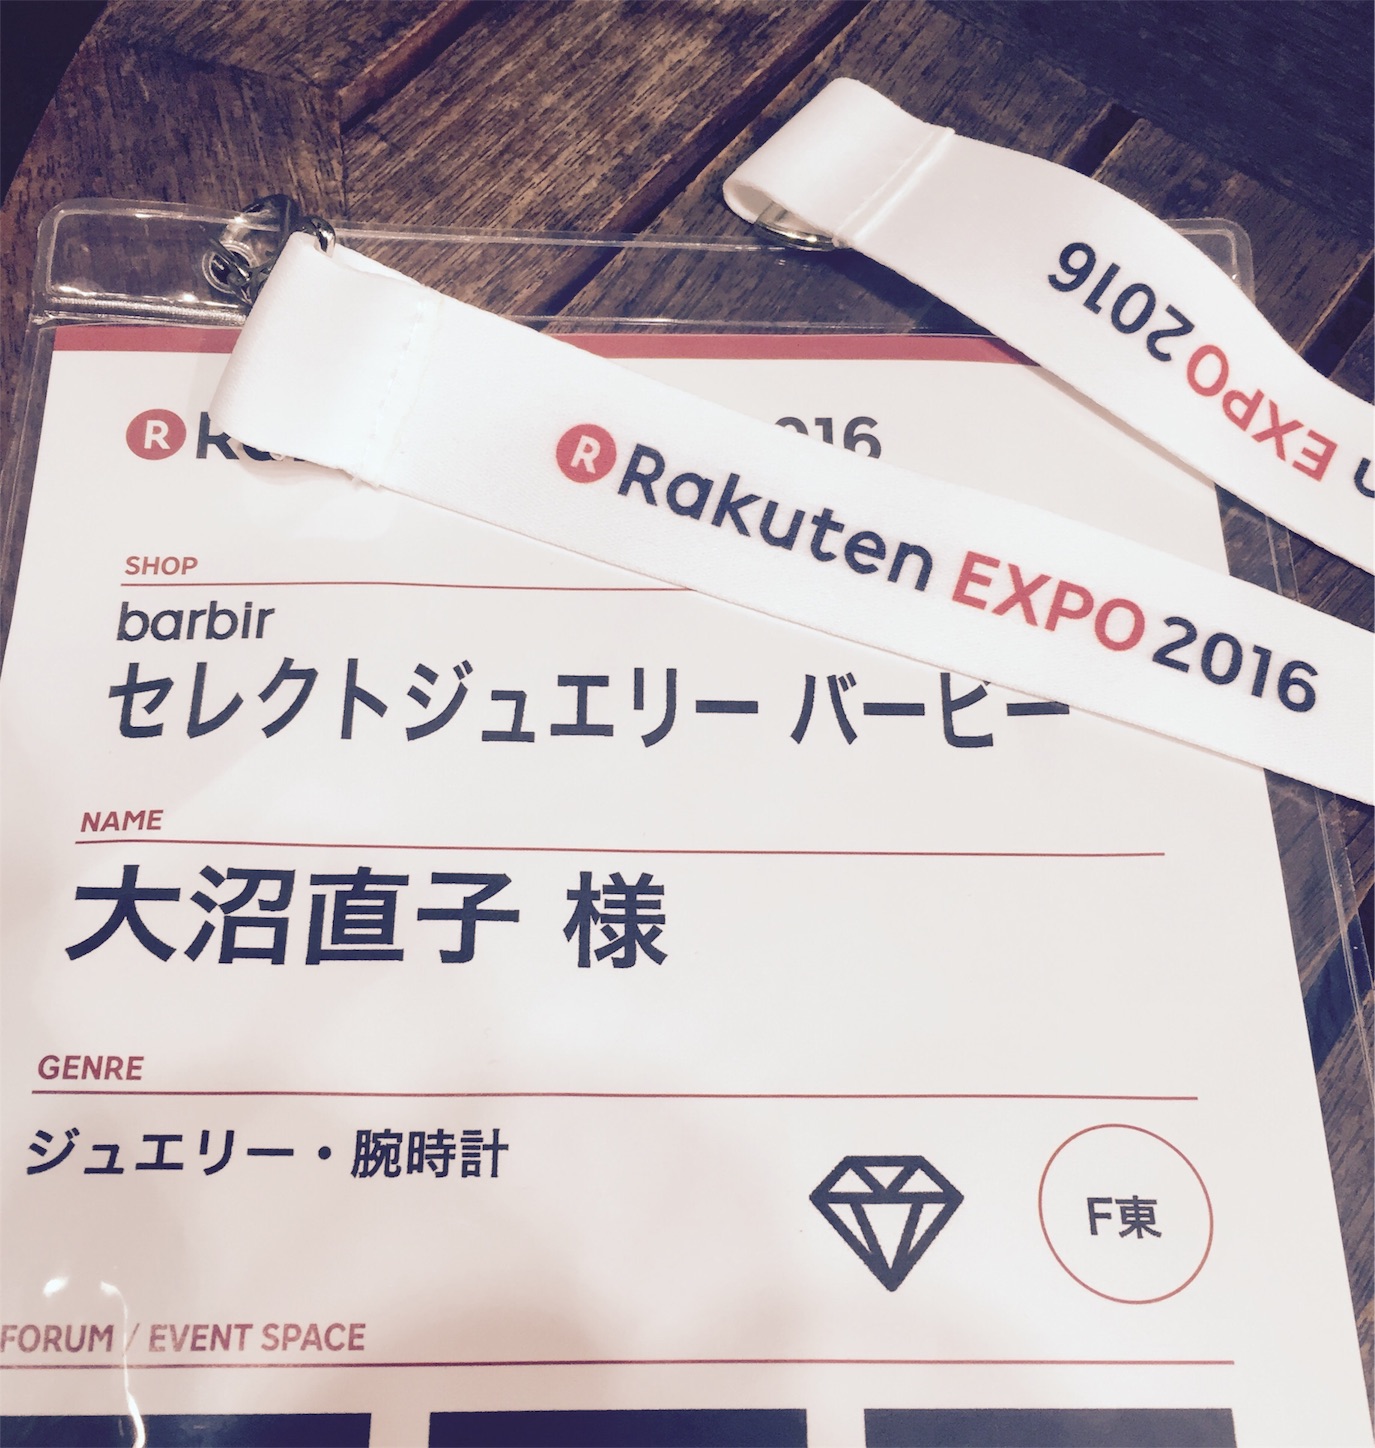 2016
EXPO
R Rakuten EXPO 2016
2016
SHOP
barbir
セレクトジュエリー バービー
NAME
大沼直子 様
GENRE
ジュエリー・腕時計
F東
FORUM / EVENT SPACE